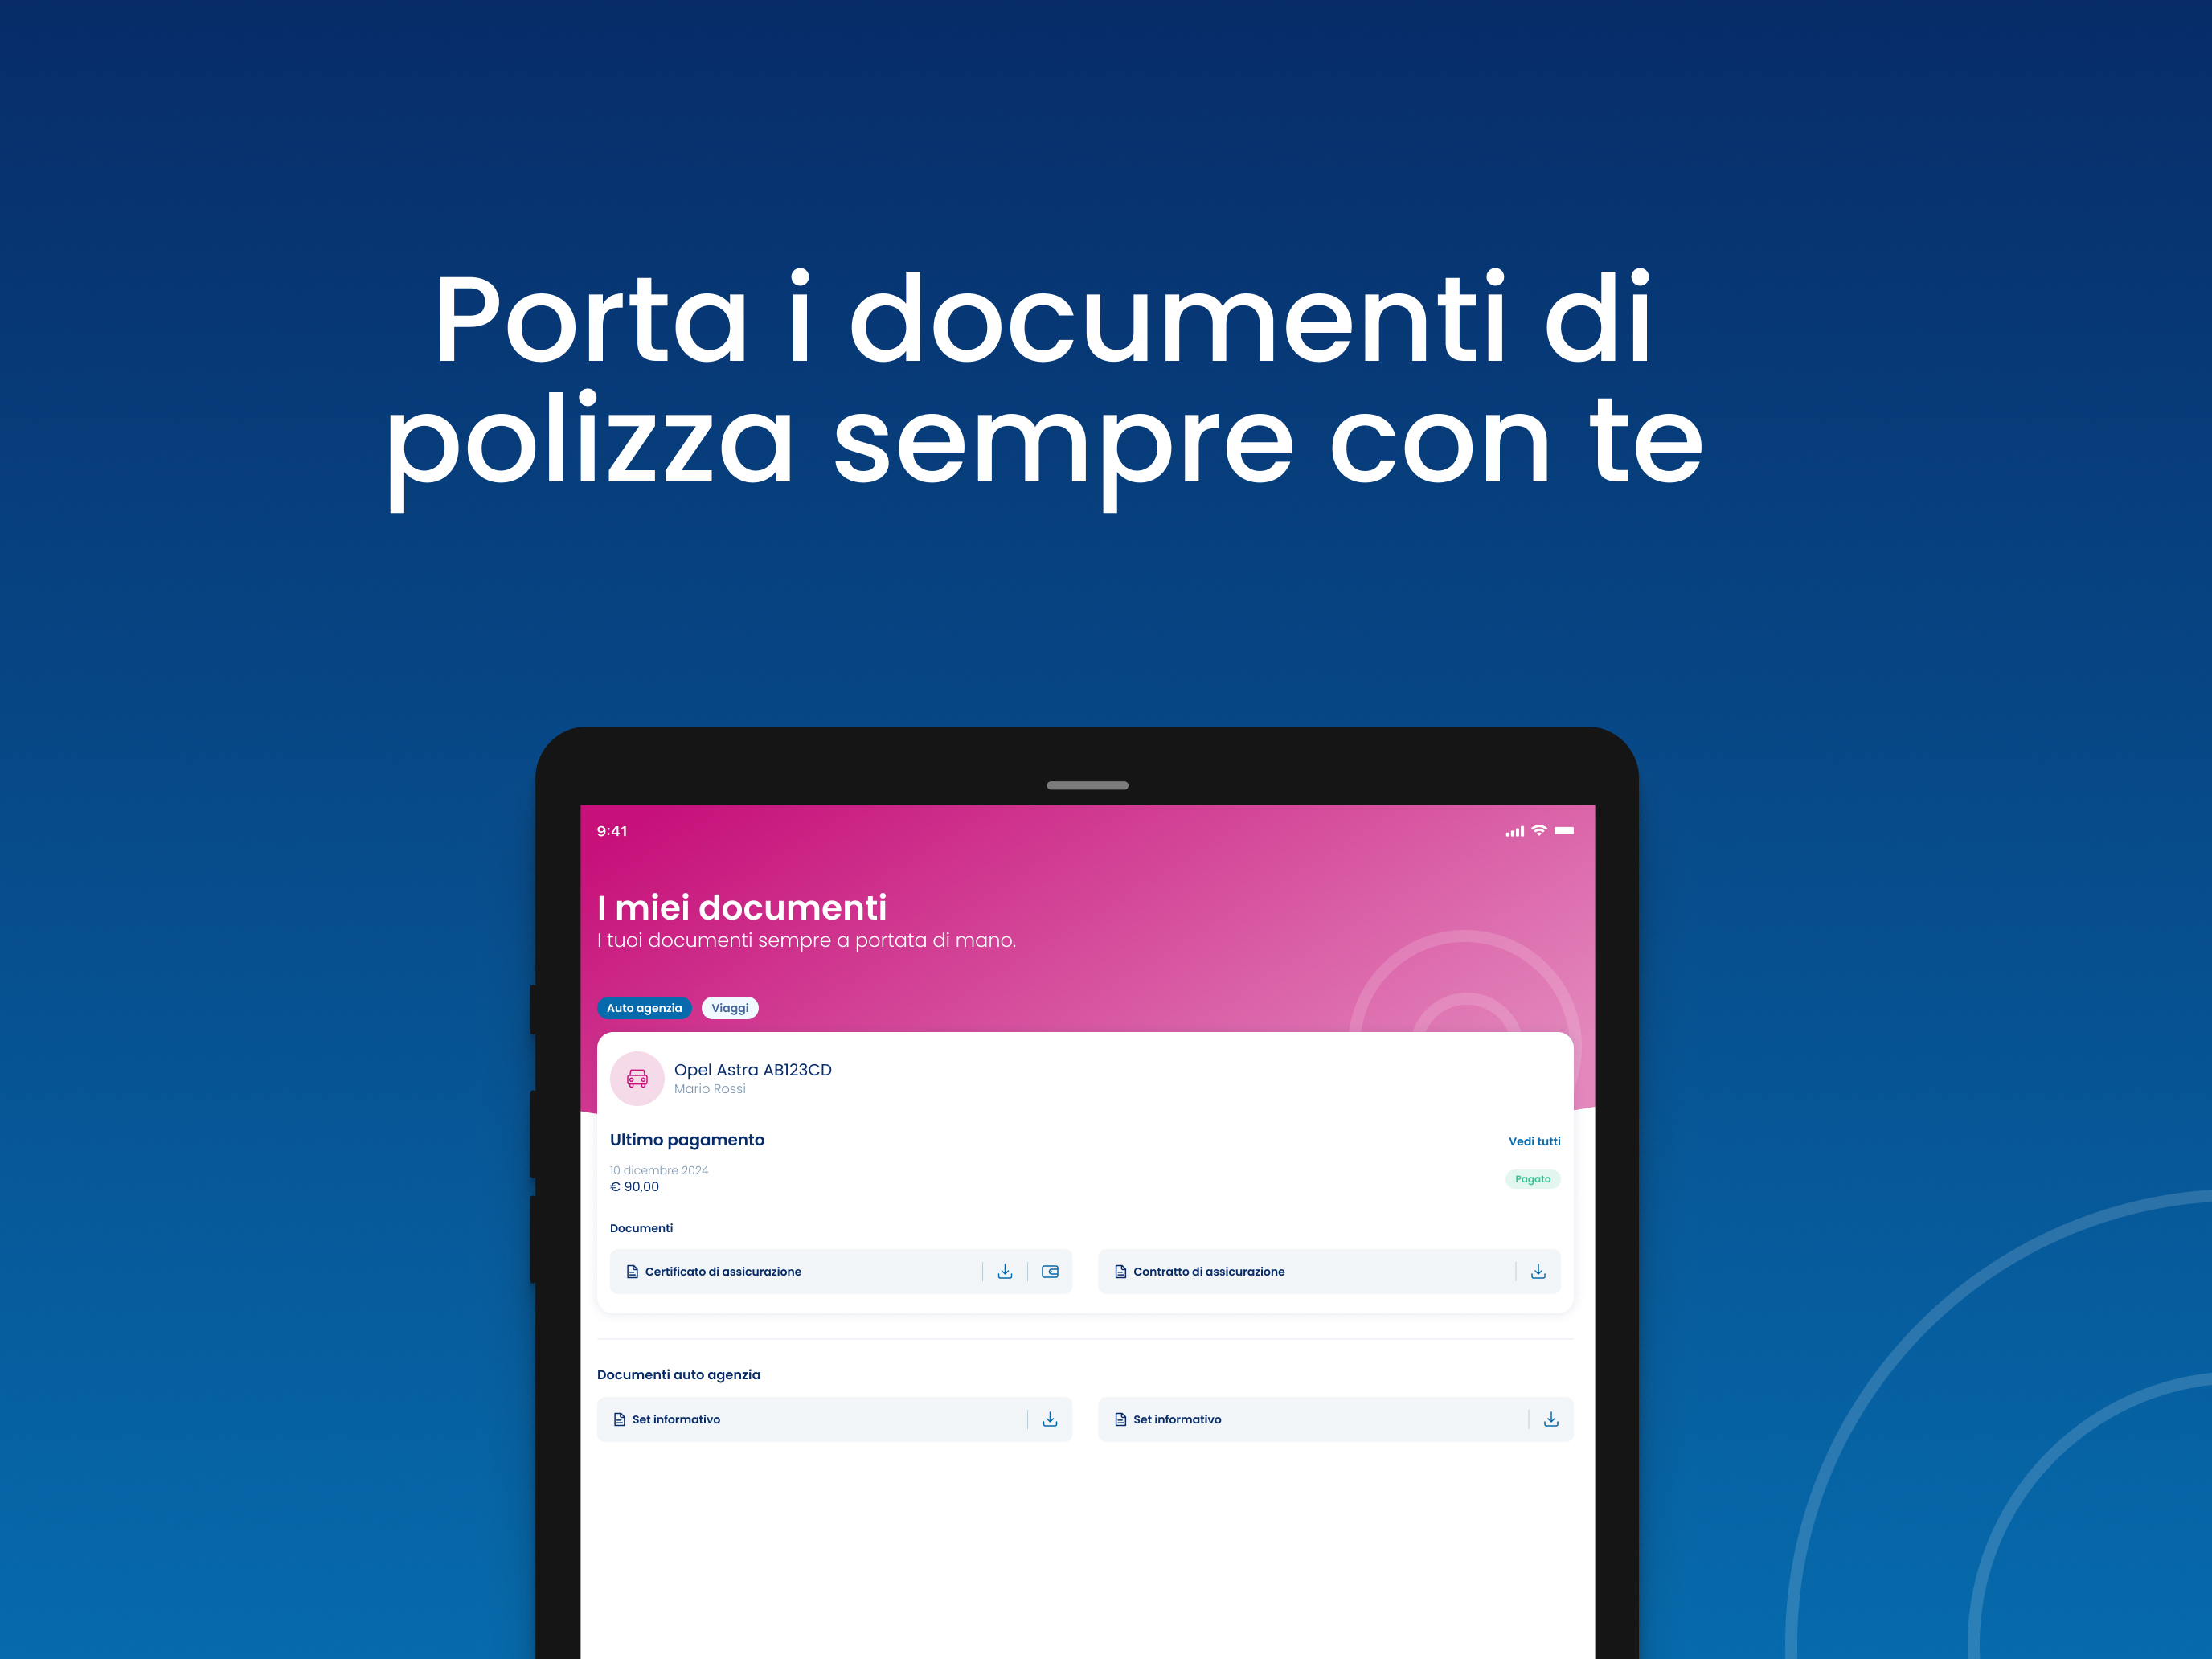 Porta i documenti di
polizza sempre con te
9:41
I miei documenti
I tuoi documenti sempre a portata di mano.
Auto agenzia
Viaggi
Opel Astra AB123CD
Mario Rossi
Ultimo pagamento
Vedi tutti
10 dicembre 2024
€ 90,00
Pagato
Documenti
Certificato di assicurazione
Contratto di assicurazione
Documenti auto agenzia
Set informativo
Set informativo